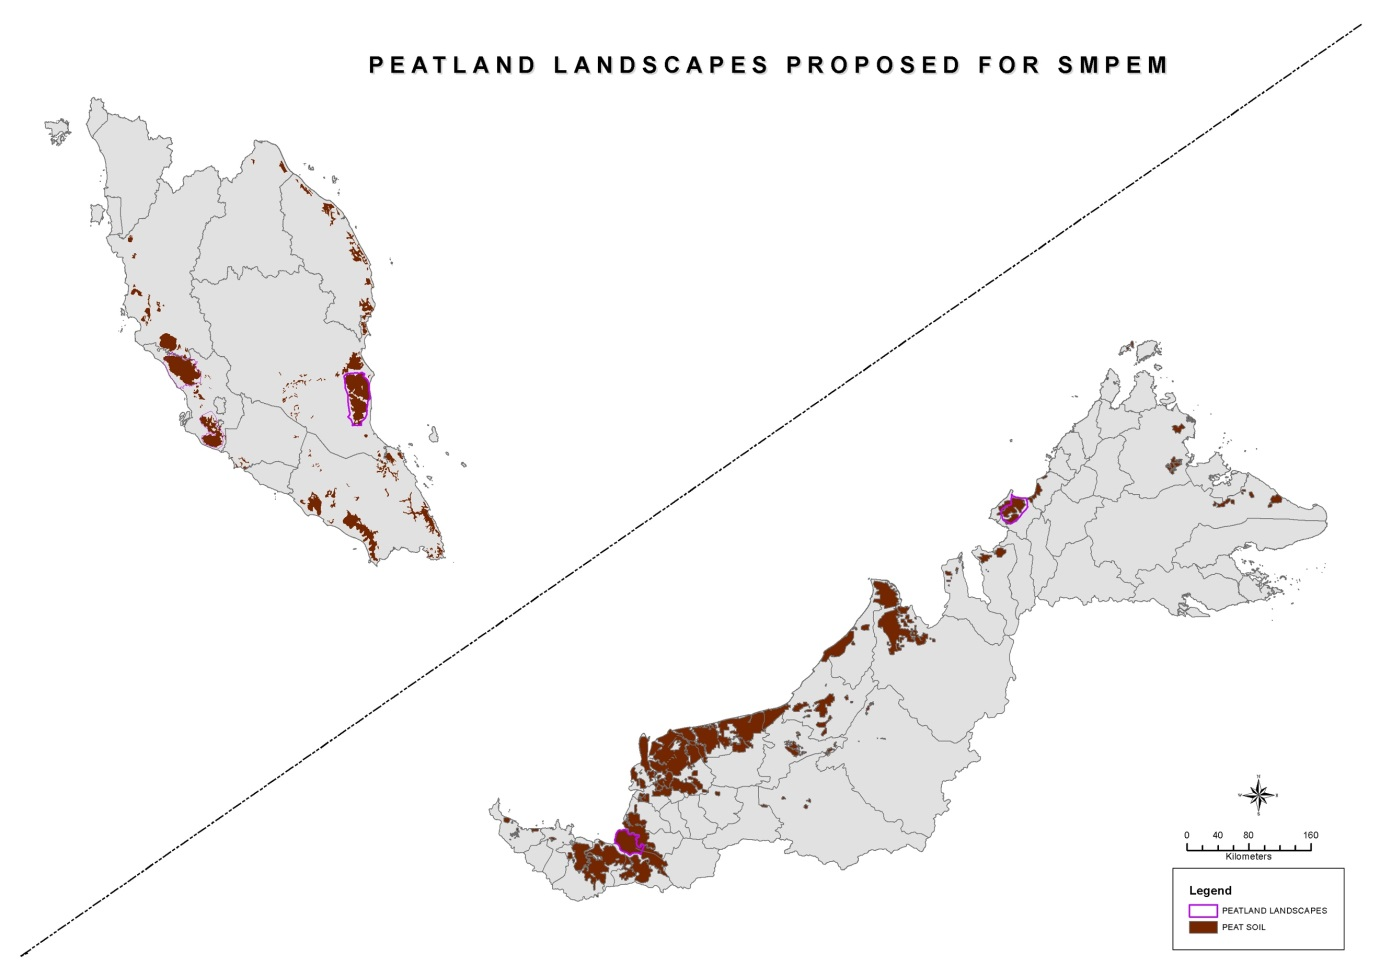 PEATLAND LANDSCAPES PROPOSED FOR SMPEM
N
W E
S
0 40 80 160
Kilometers
Legend
PEATLAND LANDSCAPES
PEAT SOIL